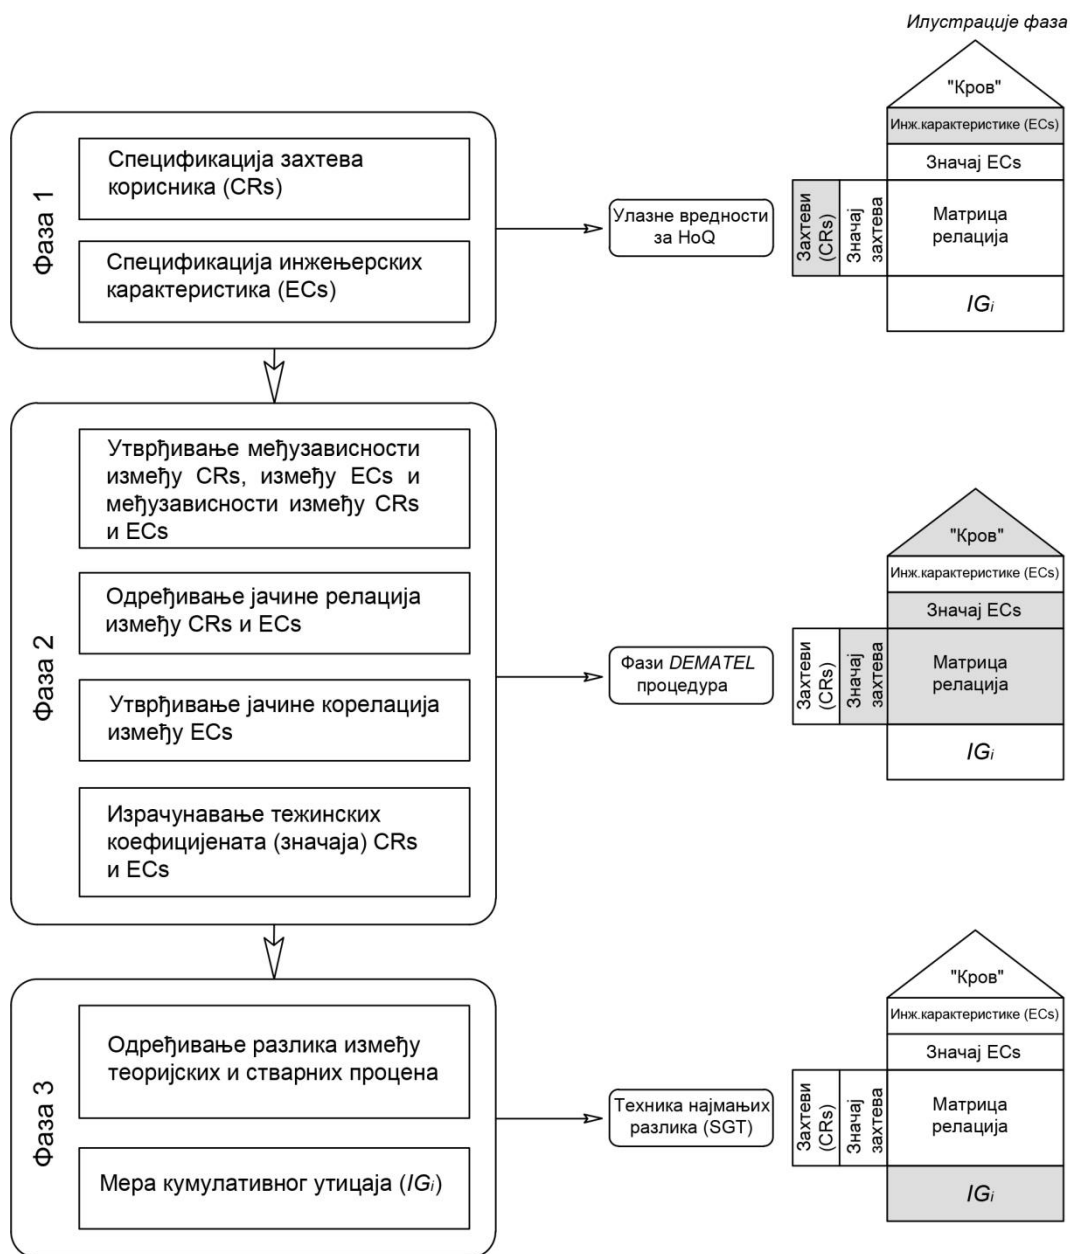 Илустрације фаза
Фаза 1
Спецификација захтева
корисника (CRs)
Спецификација инжењерских
карактеристика (ECs)
Улазне вредности
за HoQ
"Кров"
Инж.карактеристике (ECs)
Значај ECs
Захтеви
(CRs)
Значај
захтева
Матрица
релација
IGi
Фаза 2
Утврђивање међузависности
између CRs, између ECs и
међузависности између CRs
и ECs
Одређивање јачине релација
између CRs и ECs
Утврђивање јачине корелација
између ECs
Израчунавање тежинских
коефицијената (значаја) CRs
и ECs
Фази DEMATEL
процедура
"Кров"
Инж.карактеристике (ECs)
Значај ECs
Захтеви
(CRs)
Значај
захтева
Матрица
релација
IGi
Фаза 3
Одређивање разлика између
теоријских и стварних процена
Мера кумулативног утицаја (IGi)
Техника најмањих
разлика (SGT)
"Кров"
Инж.карактеристике (ECs)
Значај ECs
Захтеви
(CRs)
Значај
захтева
Матрица
релација
IGi